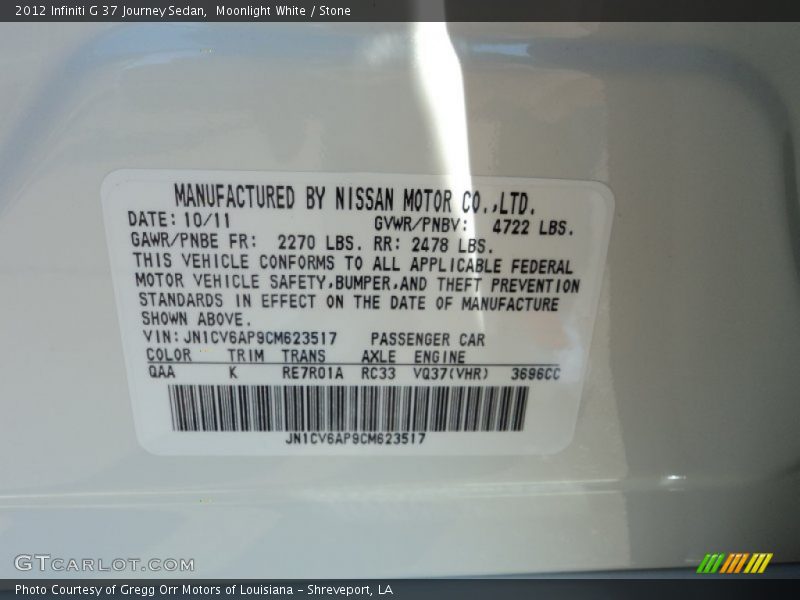 2012 Infiniti G 37 Journey Sedan,  Moonlight White / Stone
MANUFACTURED BY NISSAN MOTOR CO.,LTD.
DATE: 10/11 GVWR/PNBV: 4722 LBS.
GAWR/PNBE FR: 2270 LBS. RR: 2478 LBS.
THIS VEHICLE CONFORMS TO ALL APPLICABLE FEDERAL
MOTOR VEHICLE SAFETY,BUMPER,AND THEFT PREVENTION
STANDARDS IN EFFECT ON THE DATE OF MANUFACTURE
SHOWN ABOVE.
VIN: JN1CV6AP9CM623517 PASSENGER CAR
COLOR TRIM TRANS AXLE ENGINE
QAA K RE7R01A RC33 VQ37(VHR) 3696CC
JN1CV6AP9CM623517
GTCARLOT.COM
Photo Courtesy of Gregg Orr Motors of Louisiana - Shreveport, LA